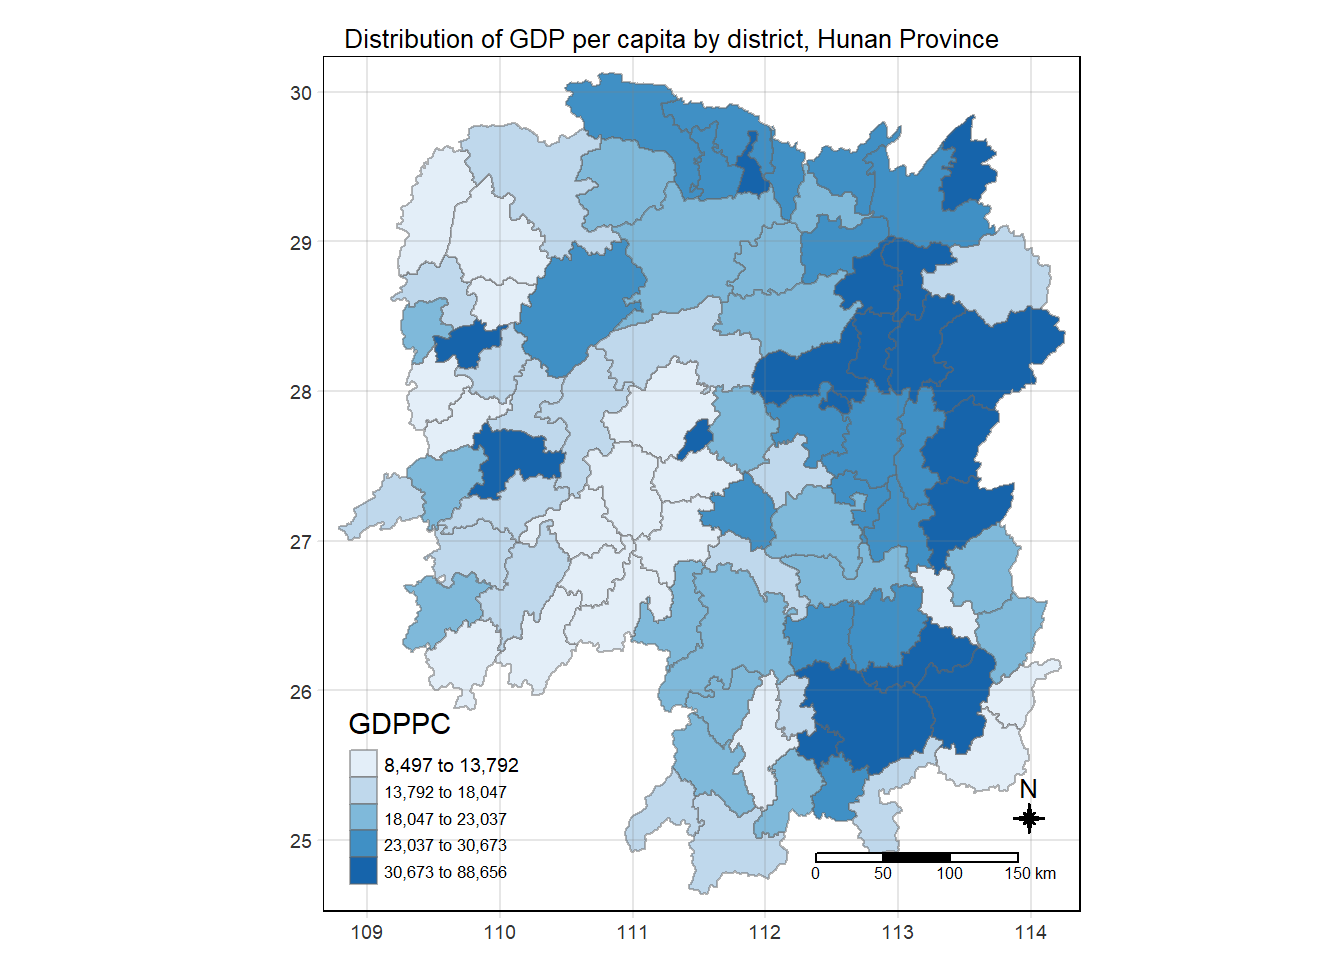 Distribution of GDP per capita by district, Hunan Province
30
29
28
27
26
25
GDPPC
8,497 to 13,792
13,792 to 18,047
18,047 to 23,037
23,037 to 30,673
30,673 to 88,656
N
0 50 100 150 km
109 110 111 112 113 114